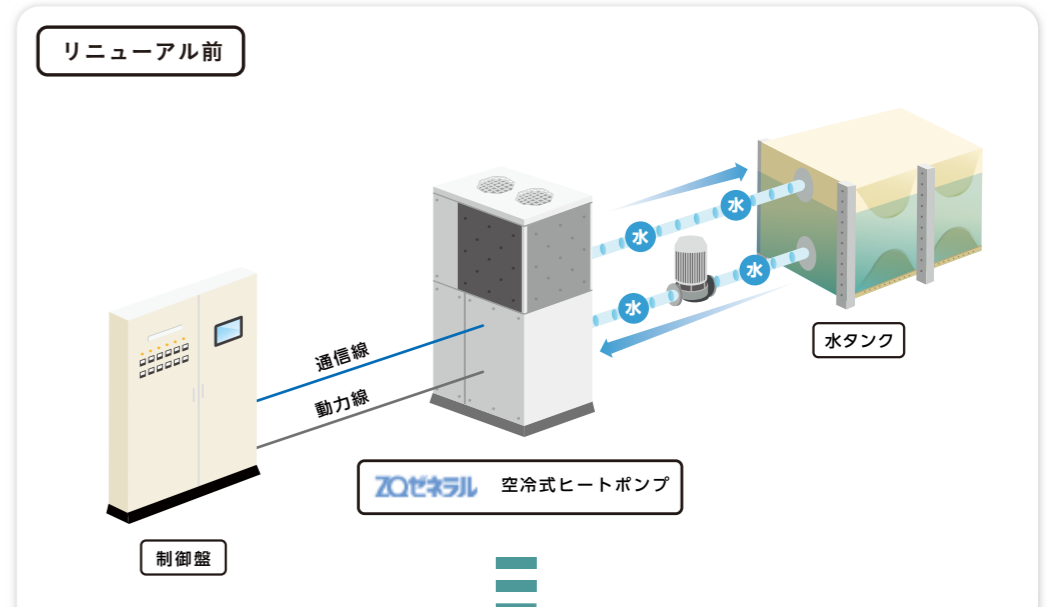 リニューアル前
水
水
水
水
水タンク
通信線
動力線
ZQゼネラル 空冷式ヒートポンプ
制御盤